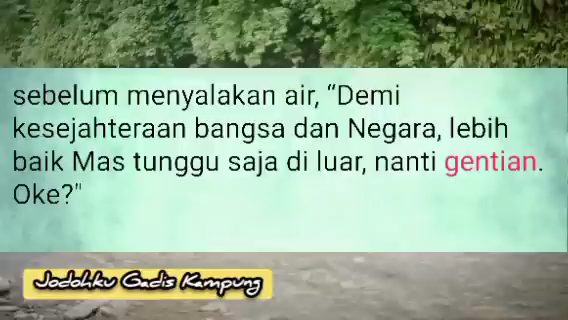 sebelum menyalakan air, “Demi
kesejahteraan bangsa dan Negara, lebih
baik Mas tunggu saja di luar, nanti gentian.
Oke?"
Jodohku Gadis Kampung